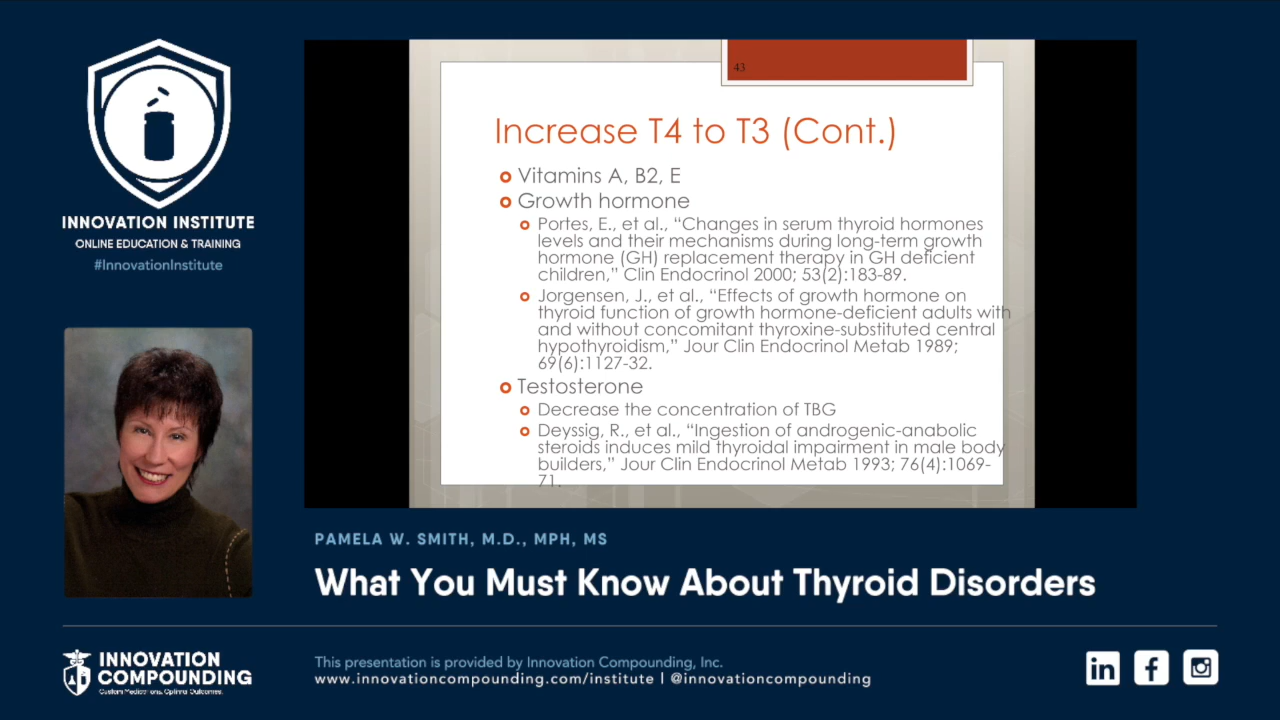 INNOVATION INSTITUTE
ONLINE EDUCATION & TRAINING
#InnovationInstitute
43
Increase T4 to T3 (Cont.)
Vitamins A, B2, E
Growth hormone
Portes, E., et al., “Changes in serum thyroid hormones
levels and their mechanisms during long-term growth
hormone (GH) replacement therapy in GH deficient
children,” Clin Endocrinol 2000; 53(2):183-89.
Jorgensen, J., et al., “Effects of growth hormone on
thyroid function of growth hormone-deficient adults with
and without concomitant thyroxine-substituted central
hypothyroidism,” Jour Clin Endocrinol Metab 1989;
69(6):1127-32.
Testosterone
Decrease the concentration of TBG
Deyssig, R., et al., “Ingestion of androgenic-anabolic
steroids induces mild thyroidal impairment in male body
builders,” Jour Clin Endocrinol Metab 1993; 76(4):1069-
71.
PAMELA W. SMITH, M.D., MPH, MS
What You Must Know About Thyroid Disorders
INNOVATION
COMPOUNDING
Custom Medications. Optimal Outcomes.
This presentation is provided by Innovation Compounding, Inc.
www.innovationcompounding.com/institute | @innovationcompounding
in
f